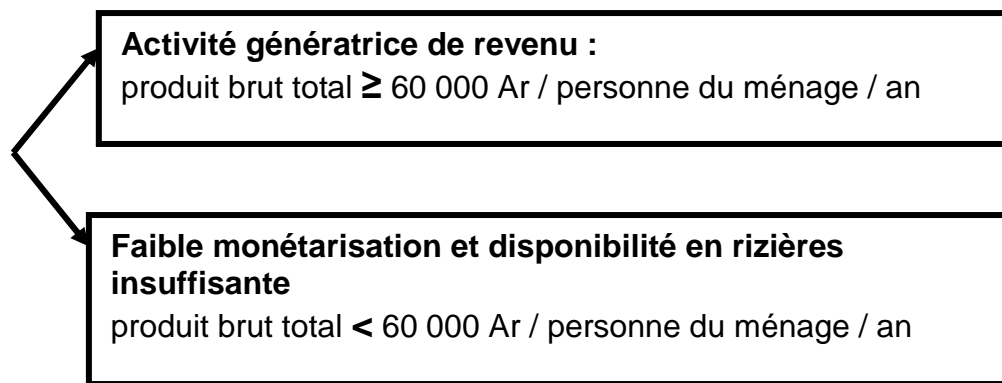 Activité génératrice de revenu :
produit brut total ≥ 60 000 Ar / personne du ménage / an
Faible monétarisation et disponibilité en rizières
insuffisante
produit brut total < 60 000 Ar / personne du ménage / an